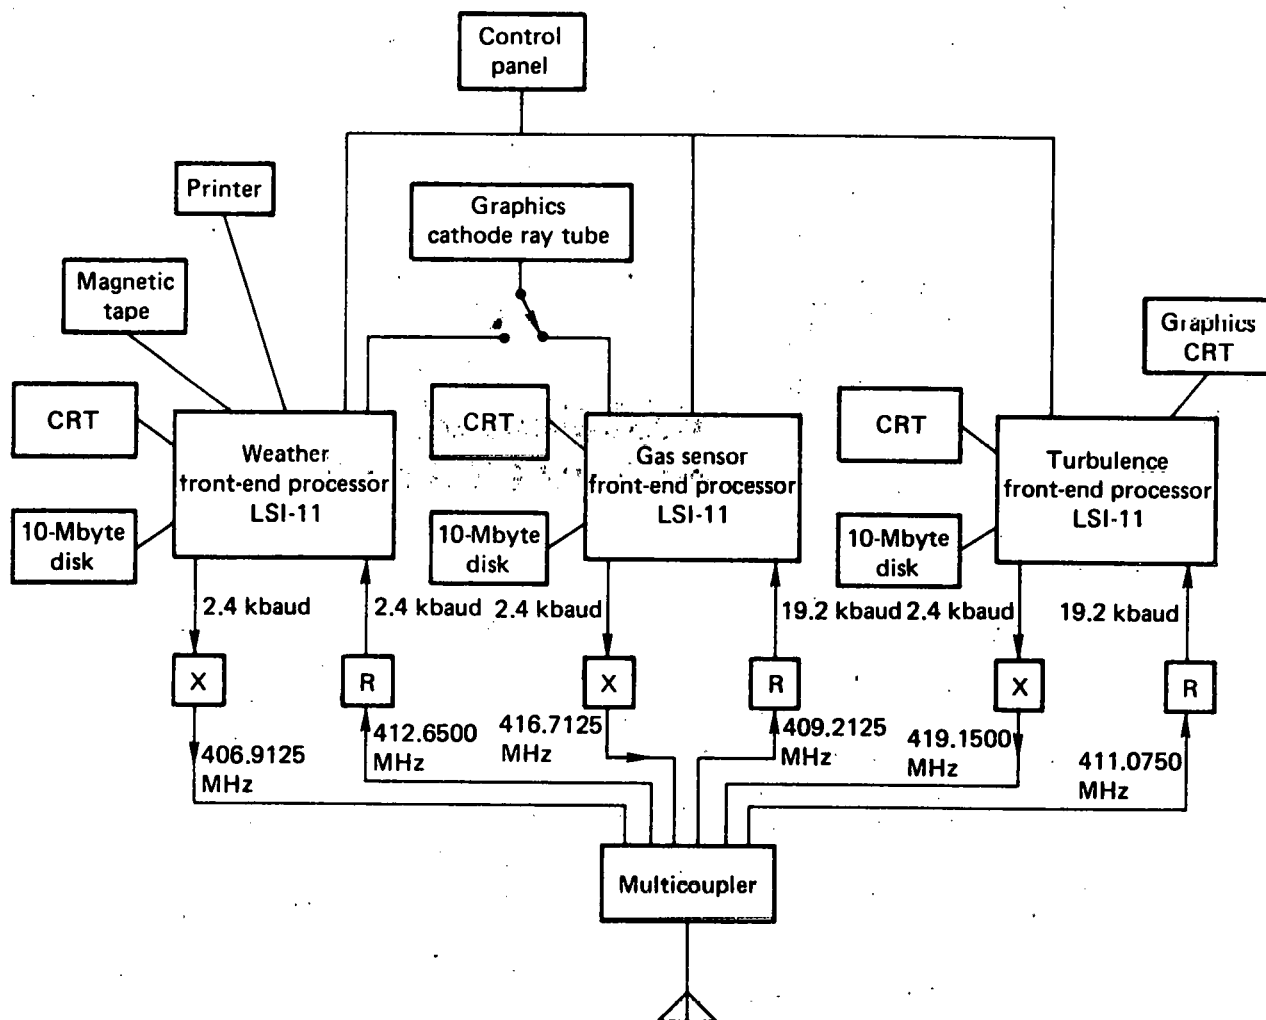 Control
panel
Printer
Graphics
cathode ray tube
Magnetic
tape
Graphics
CRT
CRT
Weather
front-end processor
LSI-11
10-Mbyte
disk
CRT
Gas sensor
front-end processor
LSI-11
10-Mbyte
disk
CRT
Turbulence
front-end processor
LSI-11
10-Mbyte
disk
2.4 kbaud
2.4 kbaud
2.4 kbaud
19.2 kbaud
2.4 kbaud
19.2 kbaud
X
R
X
R
X
R
406.9125
MHz
412.6500
MHz
416.7125
MHz
409.2125
MHz
419.1500
MHz
411.0750
MHz
Multicoupler